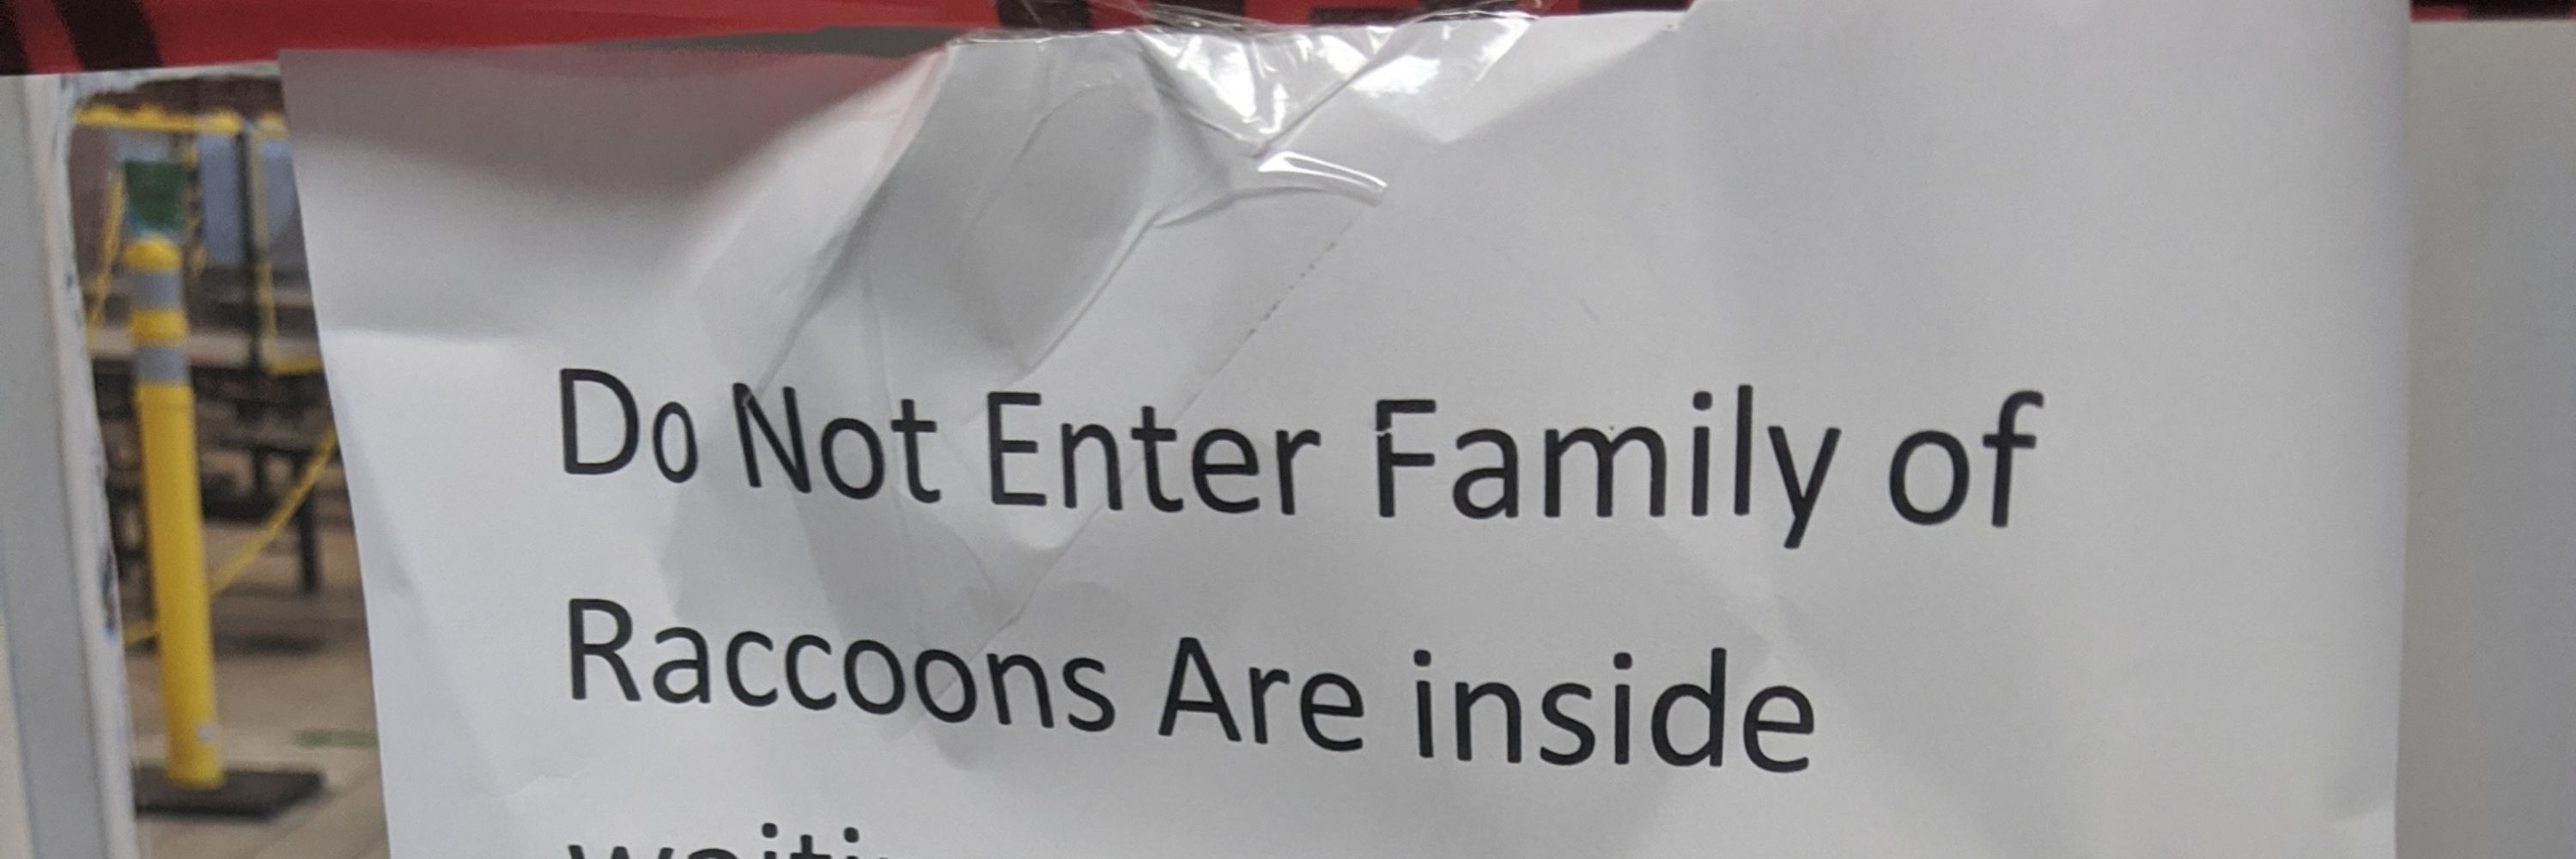 Do Not Enter Family of
Raccoons Are inside